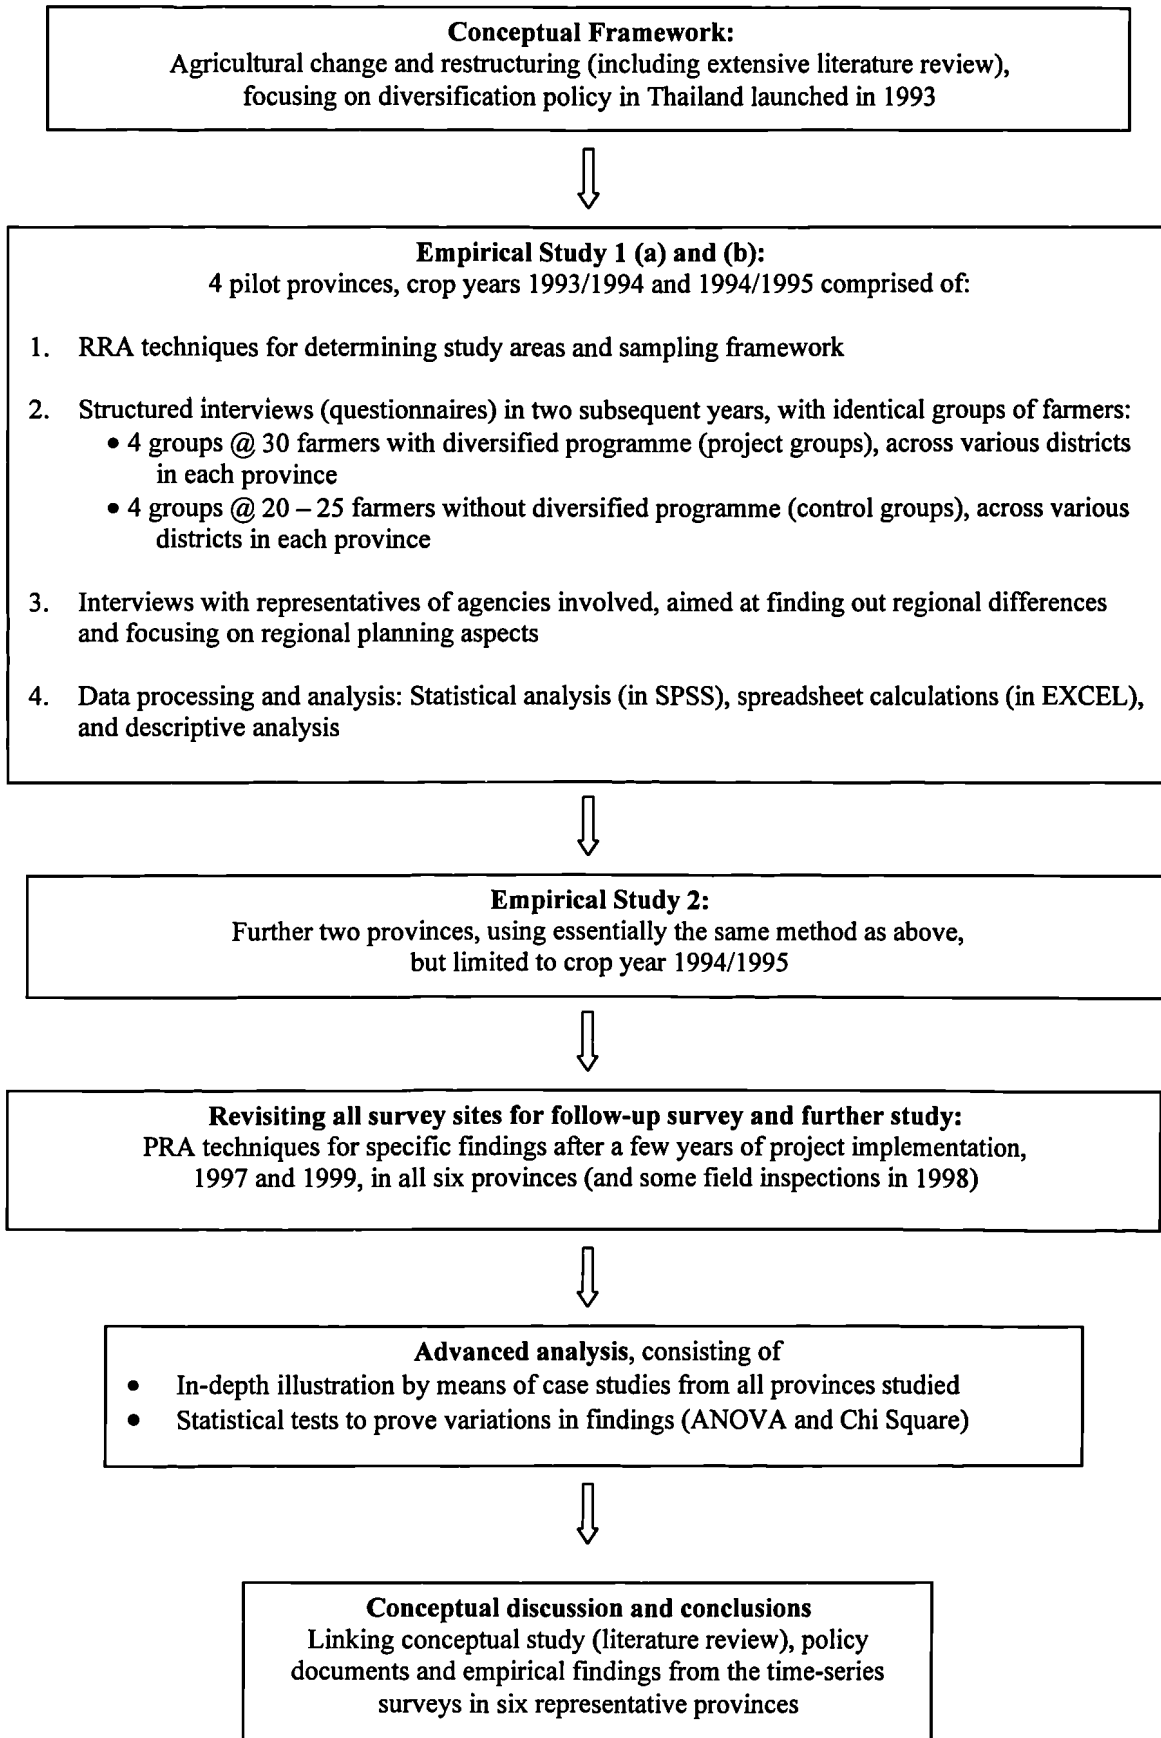 Conceptual Framework:
Agricultural change and restructuring (including extensive literature review),
focusing on diversification policy in Thailand launched in 1993
Empirical Study 1 (a) and (b):
4 pilot provinces, crop years 1993/1994 and 1994/1995 comprised of:
1. RRA techniques for determining study areas and sampling framework
2. Structured interviews (questionnaires) in two subsequent years, with identical groups of farmers:
• 4 groups @ 30 farmers with diversified programme (project groups), across various districts
in each province
• 4 groups @ 20 – 25 farmers without diversified programme (control groups), across various
districts in each province
3. Interviews with representatives of agencies involved, aimed at finding out regional differences
and focusing on regional planning aspects
4. Data processing and analysis: Statistical analysis (in SPSS), spreadsheet calculations (in EXCEL),
and descriptive analysis
Empirical Study 2:
Further two provinces, using essentially the same method as above,
but limited to crop year 1994/1995
Revisiting all survey sites for follow-up survey and further study:
PRA techniques for specific findings after a few years of project implementation,
1997 and 1999, in all six provinces (and some field inspections in 1998)
Advanced analysis, consisting of
• In-depth illustration by means of case studies from all provinces studied
• Statistical tests to prove variations in findings (ANOVA and Chi Square)
Conceptual discussion and conclusions
Linking conceptual study (literature review), policy
documents and empirical findings from the time-series
surveys in six representative provinces